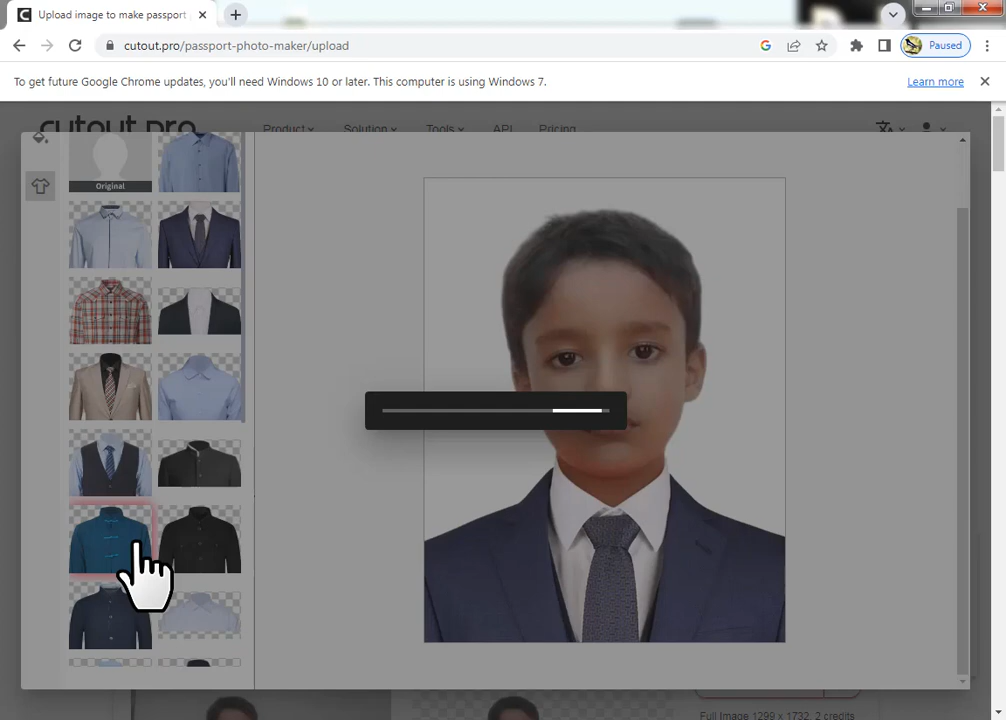 Upload image to make passport
cutout.pro/passport-photo-maker/upload
Paused
To get future Google Chrome updates, you'll need Windows 10 or later. This computer is using Windows 7.
Learn more
cutout.pro
Product
Solution
Tools
API
Pricing
Original
Full Image 1299 x 1732, 2 credits